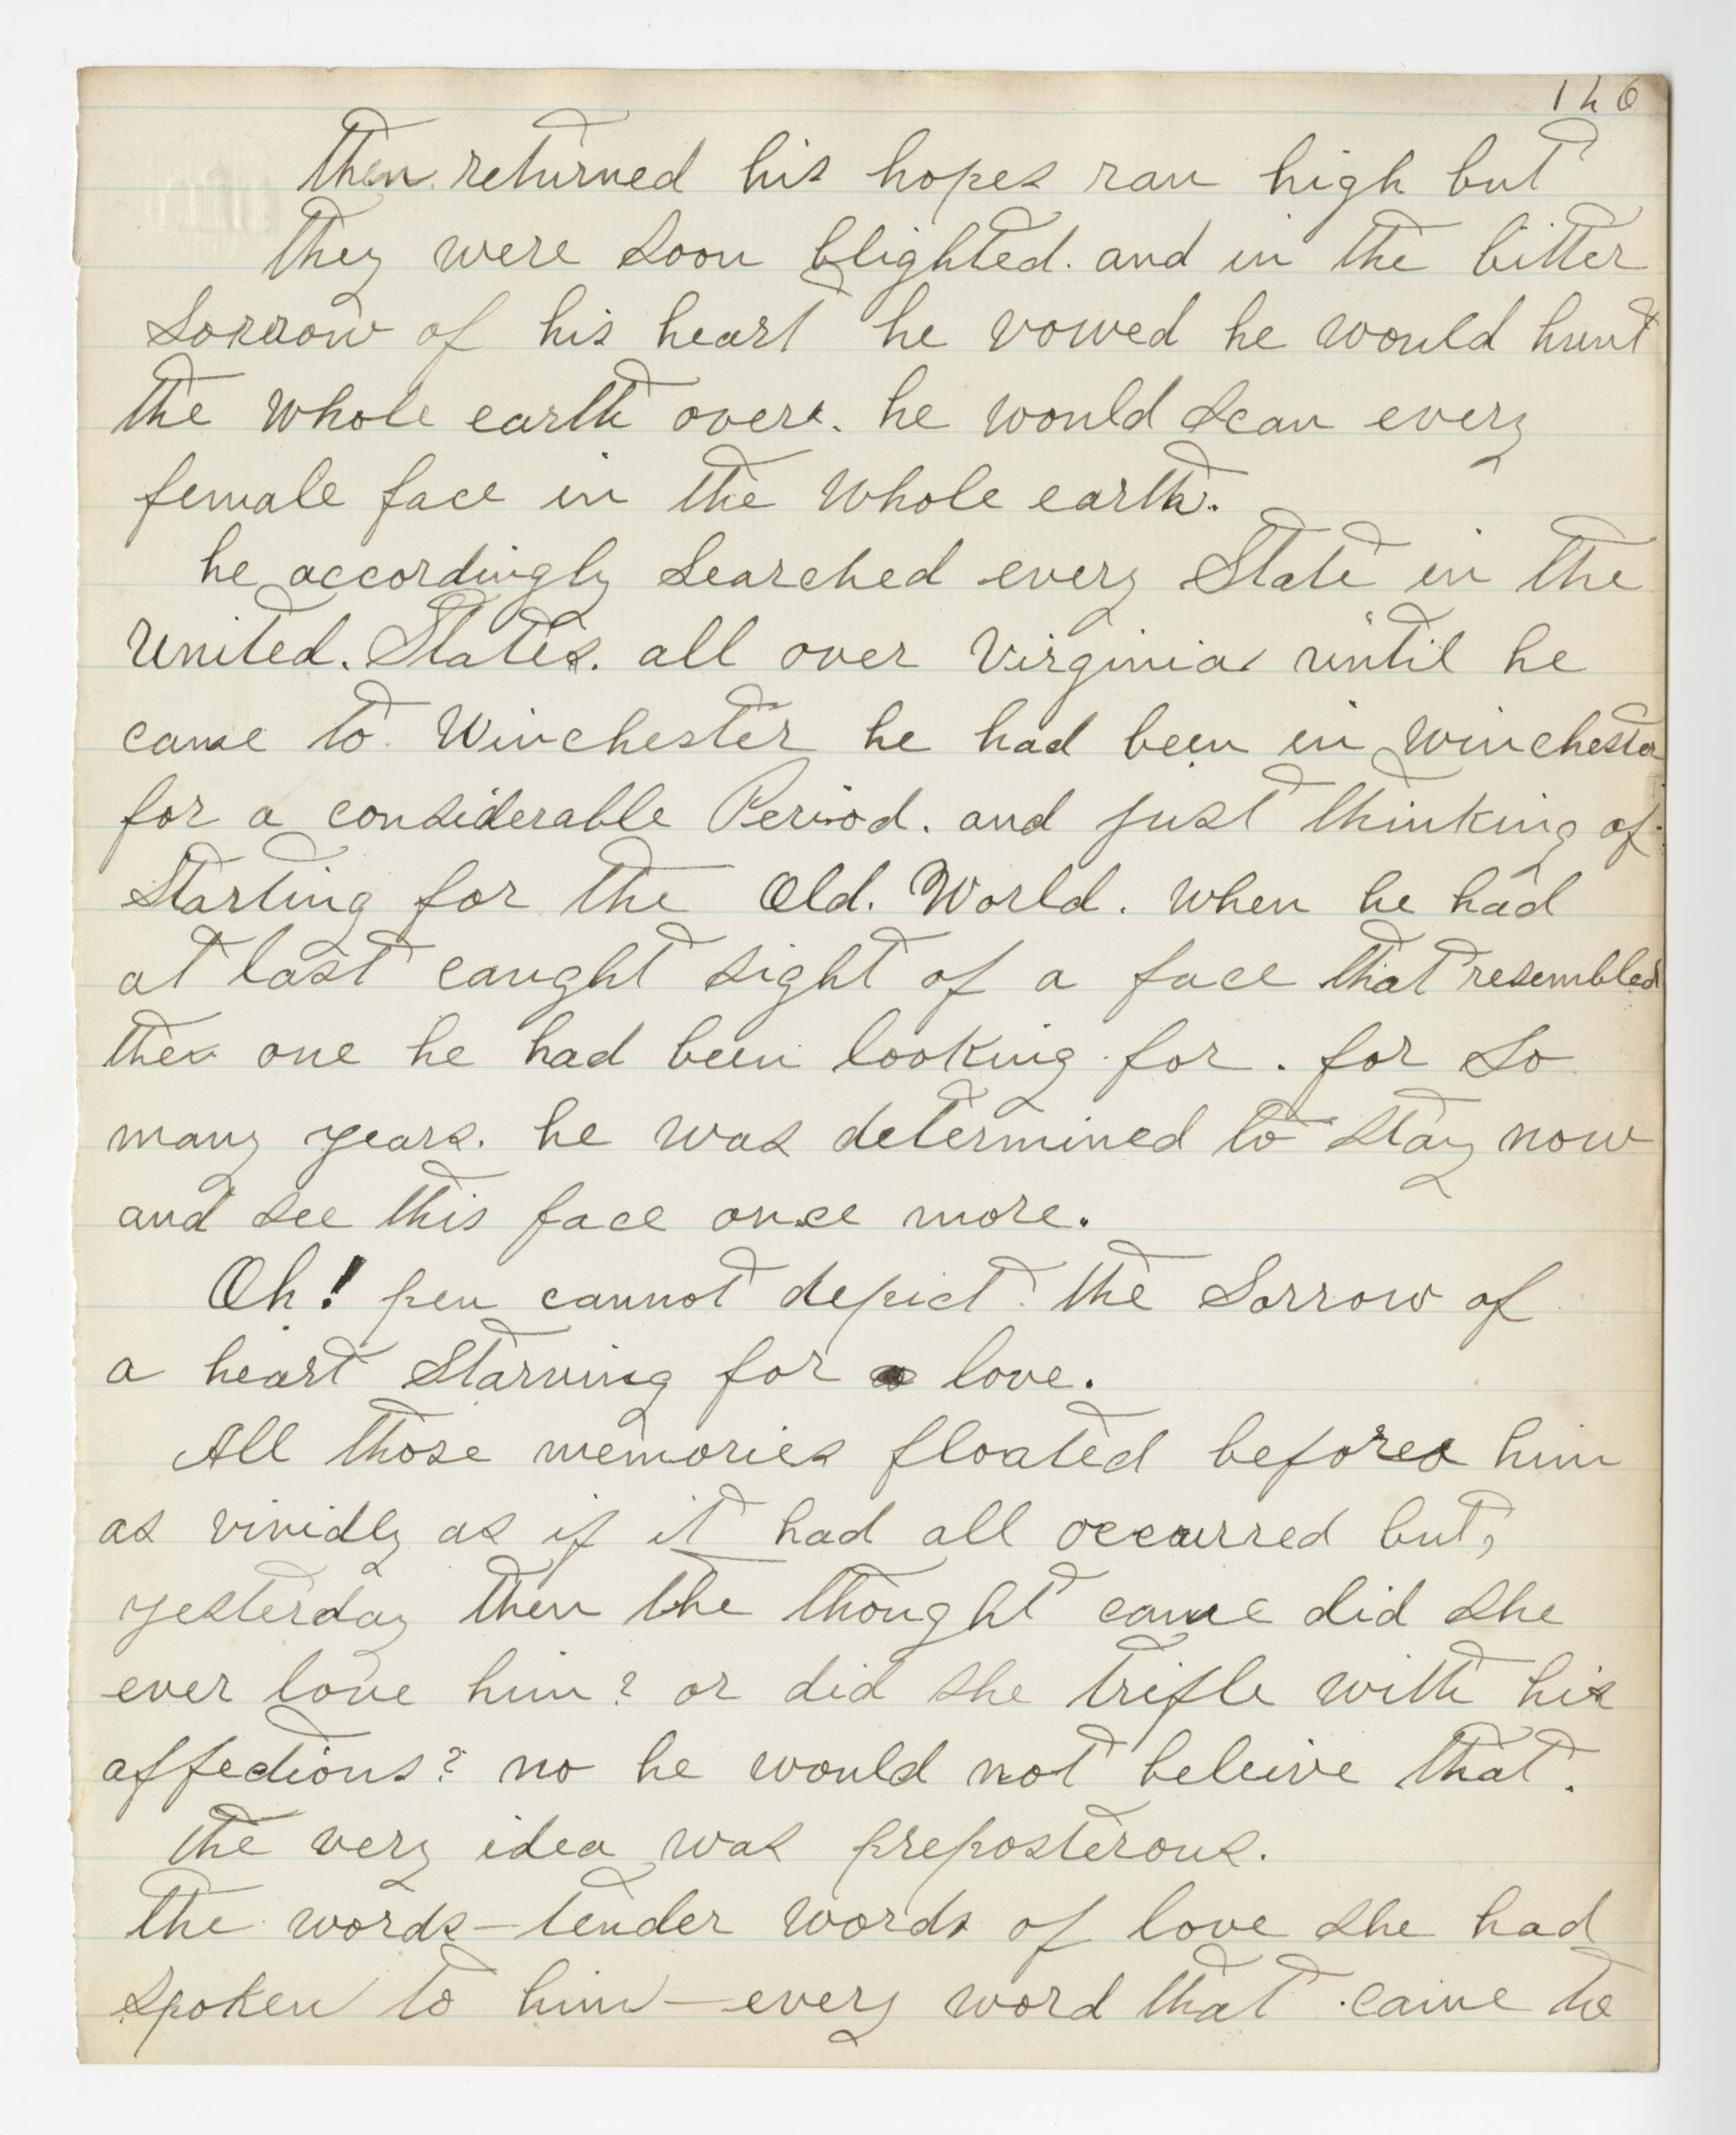 126
then returned his hopes ran high but
they were soon blighted. and in the bitter
Sorrow of his heart he vowed he would hunt
the whole earth over. he would scan every
female face in the whole earth.
he accordingly searched every State in the
United. States. all over Virginia until he
came to Winchester he had been in Winchester
for a considerable Period. and just thinking of
Starting for the Old. World. when he had
at last caught sight of a face that resembled
the one he had been looking for. for so
many years. he was determined to stay now
and see this face once more.
Oh! pen cannot depict the Sorrow of
a heart Starving for love.
All those memories floated before him
as vividly as if it had all occurred but,
yesterday then the thought came did she
ever love him? or did she trifle with his
affections? no he would not beleive that.
the very idea was preposterous.
the words - tender words of love she had
spoken to him - every word that came to